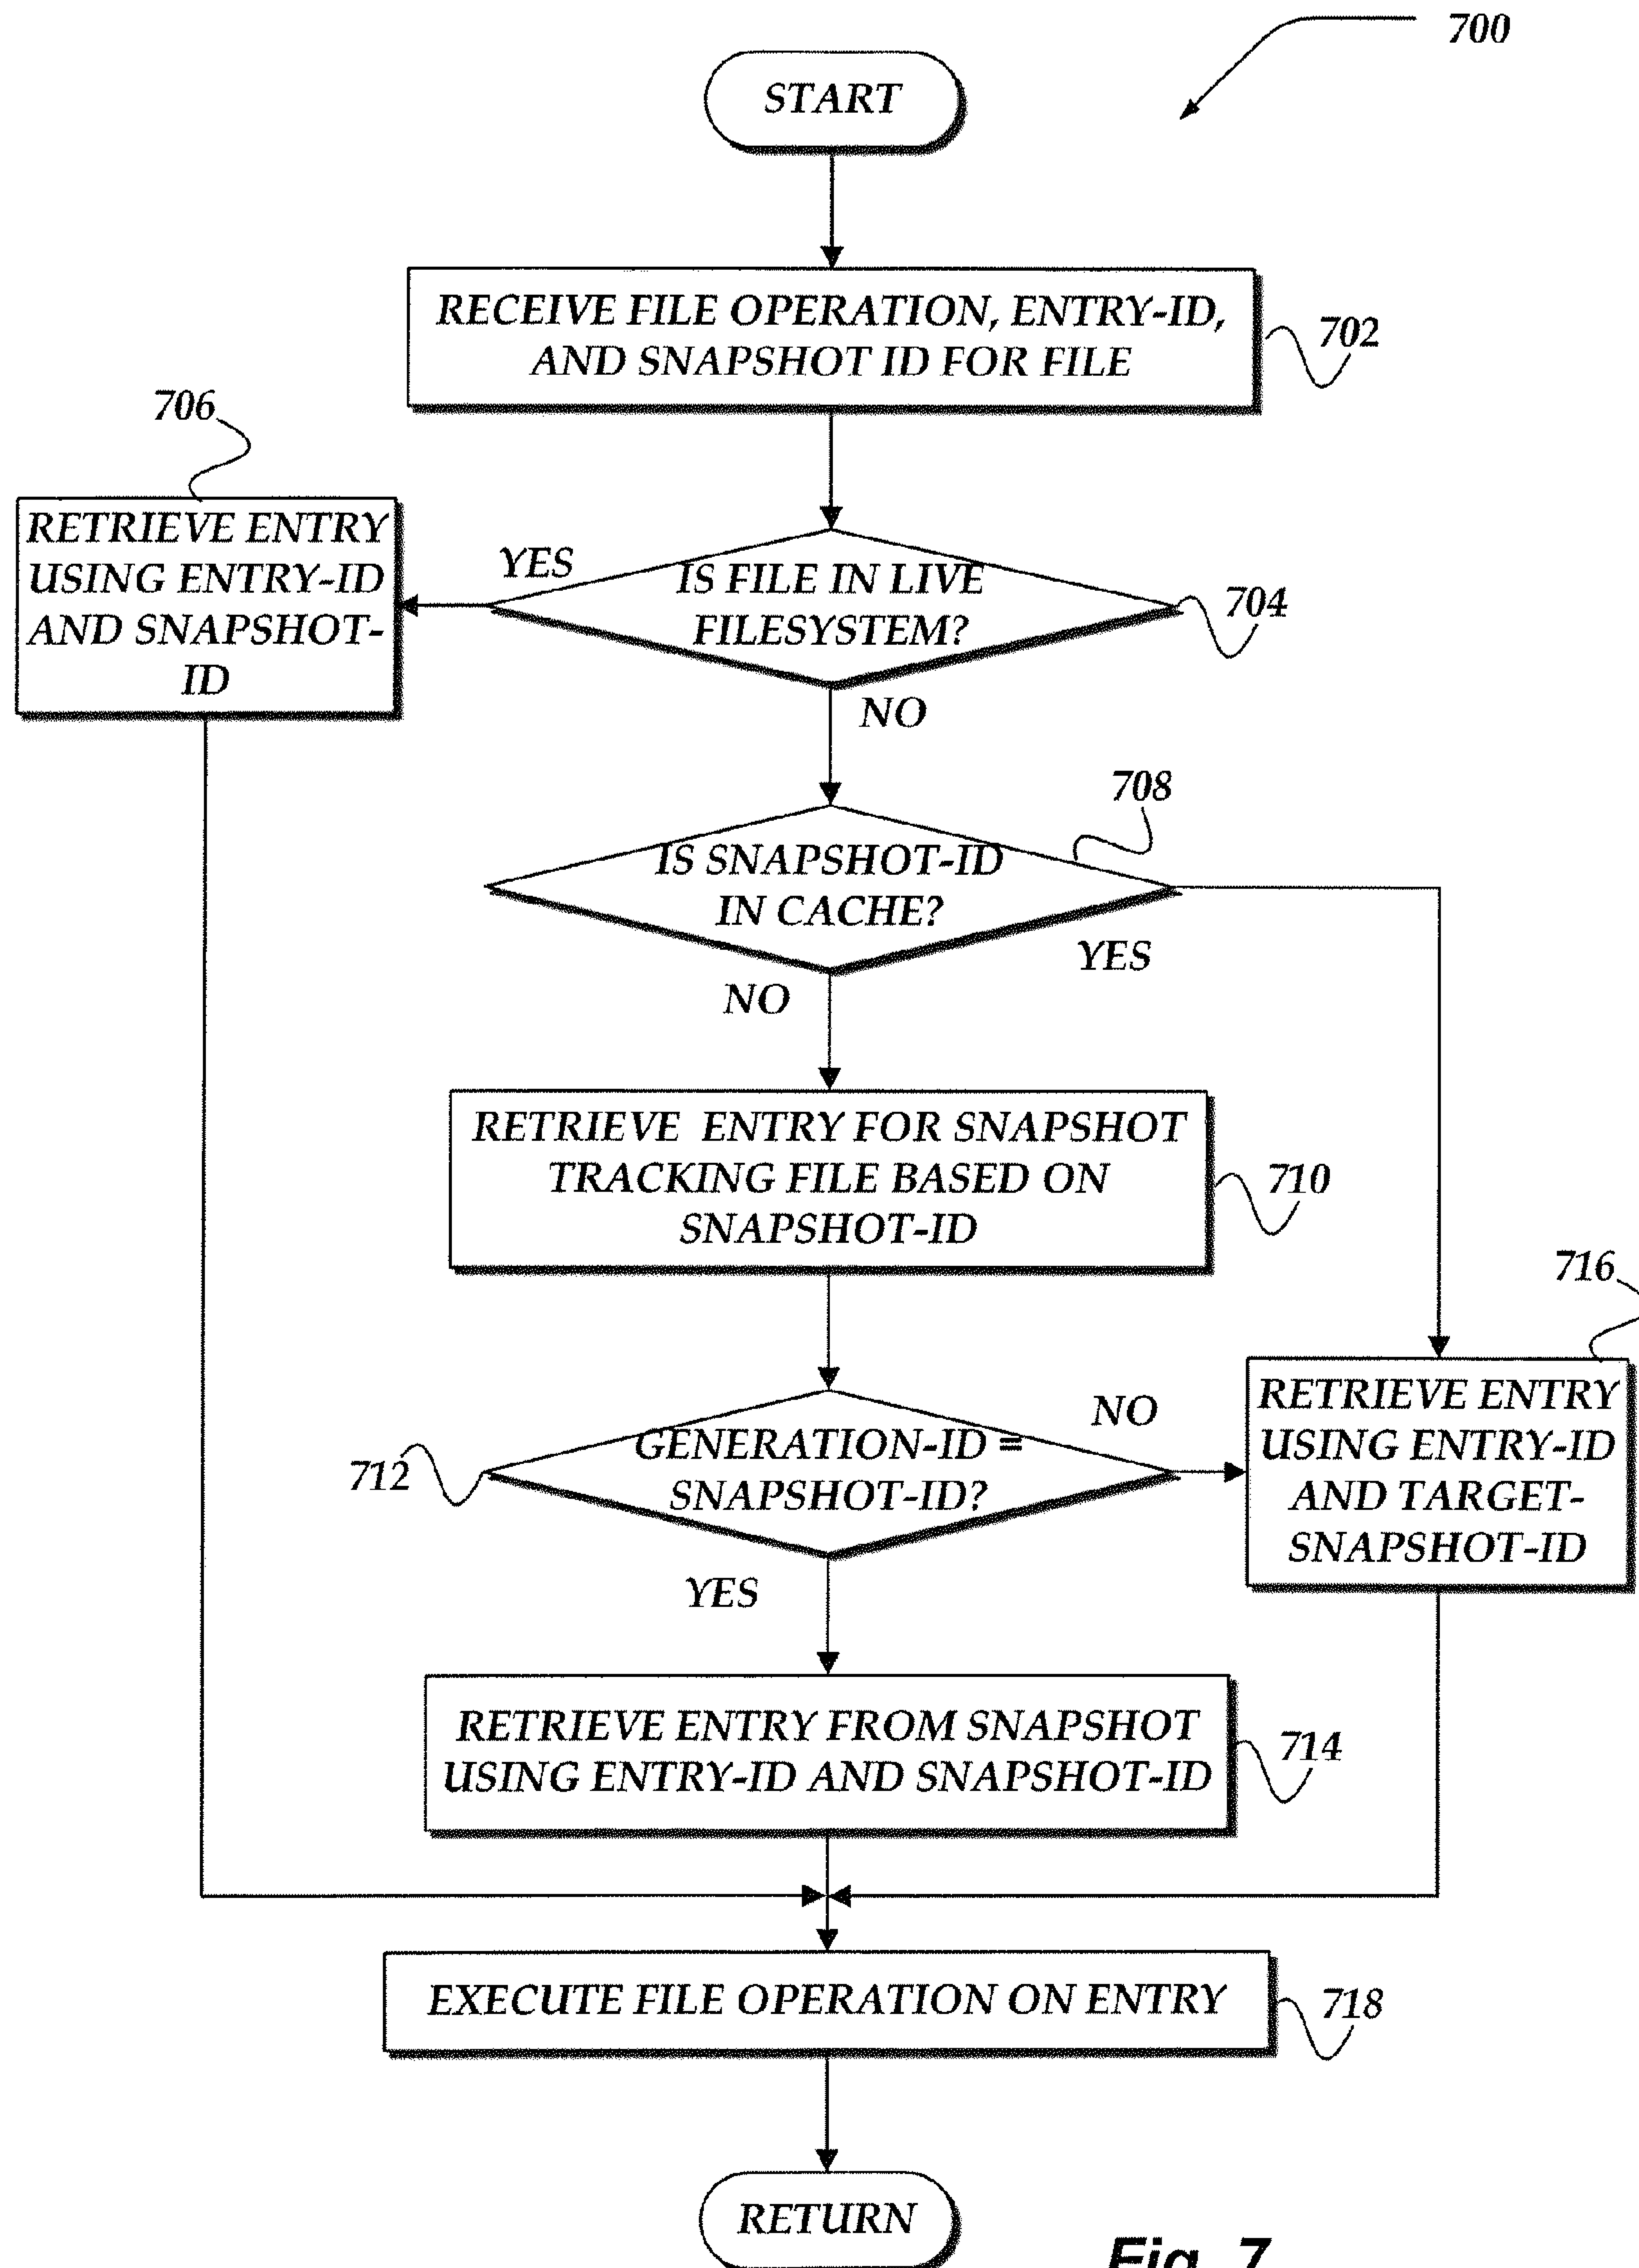 700
START
RECEIVE FILE OPERATION, ENTRY-ID,
AND SNAPSHOT ID FOR FILE
702
706
RETRIEVE ENTRY
USING ENTRY-ID
AND SNAPSHOT-
ID
YES
IS FILE IN LIVE
FILESYSTEM?
704
NO
708
IS SNAPSHOT-ID
IN CACHE?
YES
NO
RETRIEVE ENTRY FOR SNAPSHOT
TRACKING FILE BASED ON
SNAPSHOT-ID
710
716
RETRIEVE ENTRY
USING ENTRY-ID
AND TARGET-
SNAPSHOT-ID
NO
GENERATION-ID =
SNAPSHOT-ID?
712
YES
RETRIEVE ENTRY FROM SNAPSHOT
USING ENTRY-ID AND SNAPSHOT-ID
714
EXECUTE FILE OPERATION ON ENTRY
718
RETURN
Fig. 7